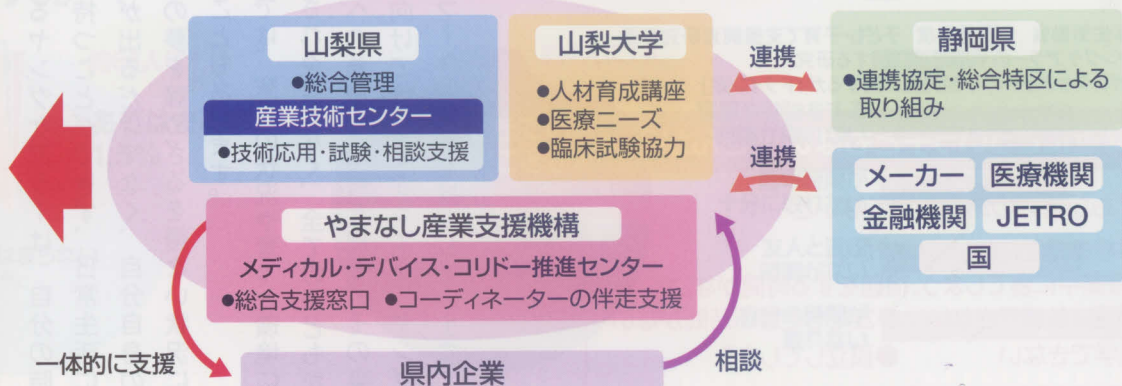 山梨県
●総合管理
産業技術センター
●技術応用・試験・相談支援
山梨大学
●人材育成講座
●医療ニーズ
●臨床試験協力
連携
静岡県
●連携協定・総合特区による
取り組み
連携
メーカー
医療機関
金融機関
JETRO
国
やまなし産業支援機構
メディカル・デバイス・コリドー推進センター
●総合支援窓口 ●コーディネーターの伴走支援
一体的に支援
県内企業
相談